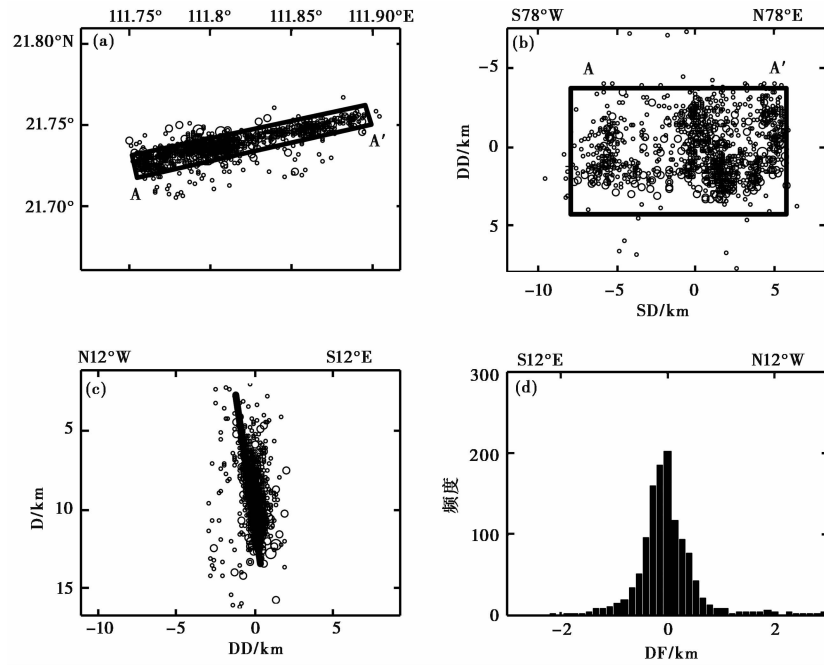 111.75° 111.8° 111.85° 111.90°E
21.80°N
(a)
21.75°
A′
A
21.70°
S78°W N78°E
(b)
A A′
-5
0
5
DD/km
-10 -5 0 5
SD/km
N12°W S12°E
(c)
5
10
15
D/km
-10 -5 0 5
DD/km
S12°E N12°W
300
(d)
200
100
0
频度
-2 0 2
DF/km